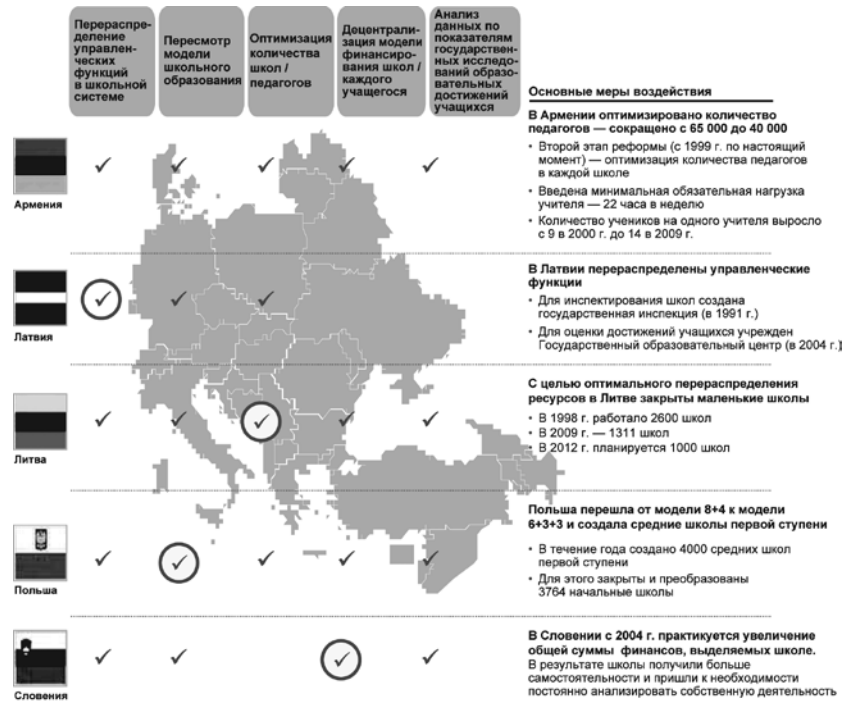 Перераспре-
деление
управлен-
ческих
функций
в школьной
системе
Пересмотр
модели
школьного
образования
Оптимизация
количества
школ /
педагогов
Децентрали-
зация модели
финансиро-
вания школ /
каждого
учащегося
Анализ
данных по
показателям
государствен-
ных исследо-
ваний образо-
вательных
достижений
учащихся
Основные меры воздействия
Армения
В Армении оптимизировано количество
педагогов — сокращено с 65 000 до 40 000
• Второй этап реформы (с 1999 г. по настоящий
момент) — оптимизация количества педагогов
в каждой школе
• Введена минимальная обязательная нагрузка
учителя — 22 часа в неделю
• Количество учеников на одного учителя выросло
с 9 в 2000 г. до 14 в 2009 г.
Латвия
В Латвии перераспределены управленческие
функции
• Для инспектирования школ создана
государственная инспекция (в 1991 г.)
• Для оценки достижений учащихся учрежден
Государственный образовательный центр (в 2004 г.)
Литва
С целью оптимального перераспределения
ресурсов в Литве закрыты маленькие школы
• В 1998 г. работало 2600 школ
• В 2009 г. — 1311 школ
• В 2012 г. планируется 1000 школ
Польша
Польша перешла от модели 8+4 к модели
6+3+3 и создала средние школы первой ступени
• В течение года создано 4000 средних школ
первой ступени
• Для этого закрыты и преобразованы
3764 начальные школы
Словения
В Словении с 2004 г. практикуется увеличение
общей суммы финансов, выделяемых школе.
В результате школы получили больше
самостоятельности и пришли к необходимости
постоянно анализировать собственную деятельность